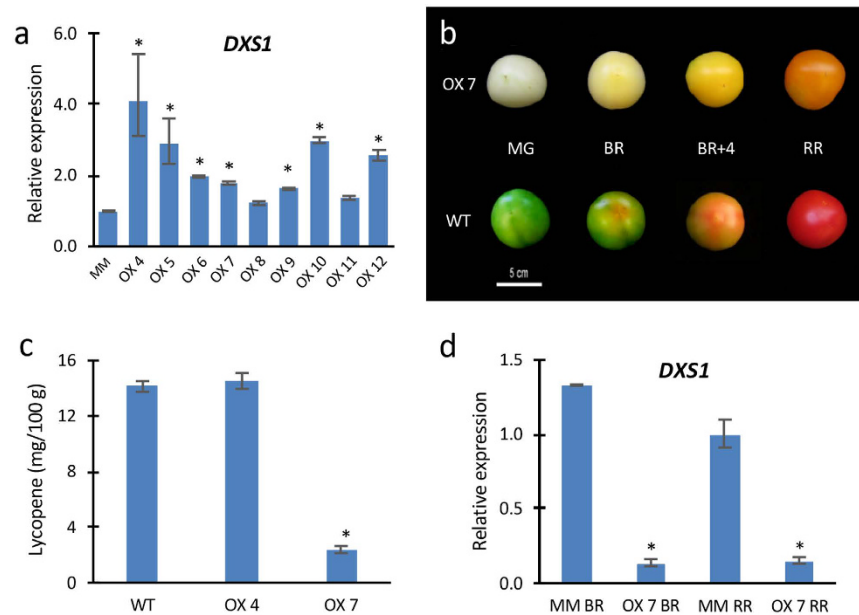 a
DXS1
Relative expression
6.0
4.0
2.0
0.0
*
*
*
*
*
*
*
MM
OX 4
OX 5
OX 6
OX 7
OX 8
OX 9
OX 10
OX 11
OX 12
b
OX 7
MG BR BR+4 RR
WT
5 cm
c
Lycopene (mg/100 g)
16
12
8
4
0
*
WT OX 4 OX 7
d
DXS1
Relative expression
1.5
1.0
0.5
0.0
*
*
MM BR OX 7 BR MM RR OX 7 RR